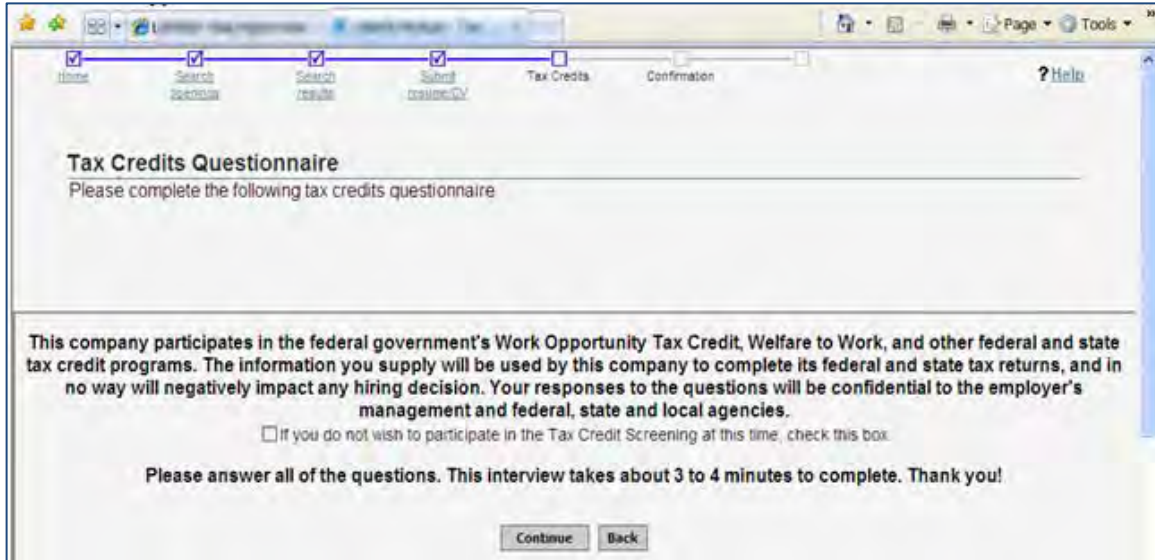 Page Tools
Home Search openings Search results Submit resume/CV Tax Credits Confirmation ? Help
Tax Credits Questionnaire
Please complete the following tax credits questionnaire
This company participates in the federal government's Work Opportunity Tax Credit, Welfare to Work, and other federal and state
tax credit programs. The information you supply will be used by this company to complete its federal and state tax returns, and in
no way will negatively impact any hiring decision. Your responses to the questions will be confidential to the employer's
management and federal, state and local agencies.
If you do not wish to participate in the Tax Credit Screening at this time, check this box
Please answer all of the questions. This interview takes about 3 to 4 minutes to complete. Thank you!
Continue Back